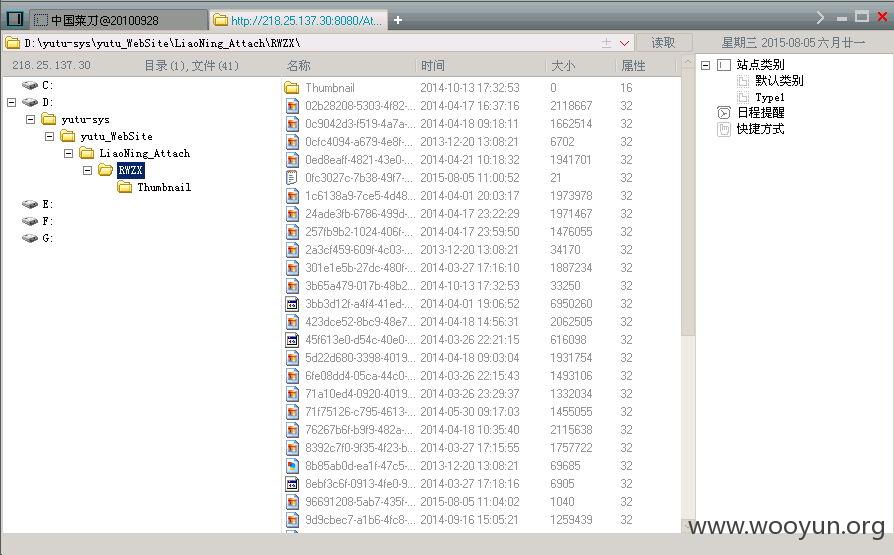 中国菜刀@20100928
http://218.25.137.30:8080/At...
D:\yutu-sys\yutu_WebSite\LiaoNing_Attach\RWZX\
读取
星期三 2015-08-05 六月廿一
218.25.137.30 目录(1),文件(41)
名称 时间 大小 属性
C:
D:
yutu-sys
yutu_WebSite
LiaoNing_Attach
RWZX
Thumbnail
E:
F:
G:
Thumbnail 2014-10-13 17:32:53 0 16
02b28208-5303-4f82-... 2014-04-17 16:37:16 2118667 32
0c9042d3-f519-4a7a-... 2014-04-18 09:18:11 1662514 32
0cfc4094-a679-4e8f-... 2013-12-20 13:08:21 6702 32
0ed8eaff-4821-43e0-... 2014-04-21 10:18:32 1941701 32
0fc3027c-7b38-49f7-... 2015-08-05 11:00:52 21 32
1c6138a9-7ce5-4d48... 2014-04-01 20:03:17 1973978 32
24ade3fb-6786-499d-... 2014-04-17 23:22:29 1971467 32
257fb9b2-1024-406f-... 2014-04-17 23:59:50 1476055 32
2a3cf459-609f-4c03-... 2013-12-20 13:08:21 34170 32
301e1e5b-27dc-480f-... 2014-03-27 17:16:10 1887234 32
3b65a479-017b-48b2... 2014-10-13 17:32:53 33250 32
3bb3d12f-a4f4-41ed-... 2014-04-01 19:06:52 6950260 32
423dce52-8bc9-48e7... 2014-04-18 14:56:31 2062505 32
45f613e0-d54c-40e0-... 2014-03-26 22:21:15 616098 32
5d22d680-3398-4019... 2014-04-18 09:03:04 1931754 32
6fe08dd4-05ca-44c0-... 2014-03-26 22:15:43 1493106 32
71a10ed4-0920-4019... 2014-03-26 23:29:37 1332034 32
71f75126-c795-4613-... 2014-05-30 09:17:03 1455055 32
76267b6f-b9f9-482a-... 2014-04-18 10:35:40 2115638 32
8392c7f0-9f35-4f23-b... 2014-03-27 17:15:55 1757722 32
8b85ab0d-ea1f-47c5-... 2013-12-20 13:08:21 69685 32
8ebf3c6f-0913-4fe0-9... 2014-03-27 17:18:16 6905 32
96691208-5ab7-435f-... 2015-08-05 11:04:02 1040 32
9d9cbec7-a1b6-4fc8-... 2014-09-16 15:05:21 1259439 32
站点类别
默认类别
Type1
日程提醒
快捷方式
www.wooyun.org